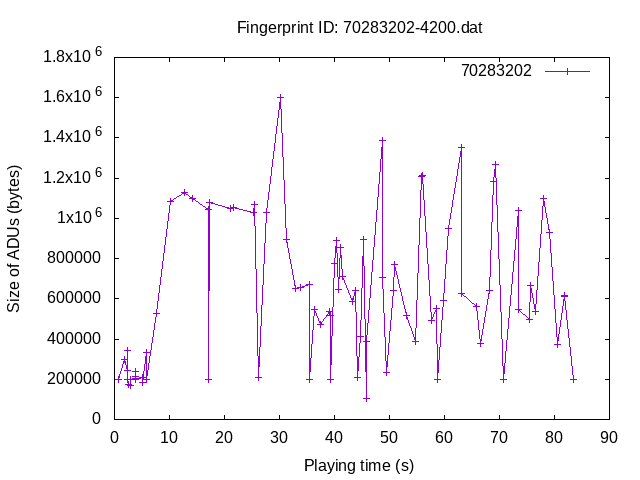 Fingerprint ID: 70283202-4200.dat
70283202
Size of ADUs (bytes)
1.8x10^6
1.6x10^6
1.4x10^6
1.2x10^6
1x10^6
800000
600000
400000
200000
0
0 10 20 30 40 50 60 70 80 90
Playing time (s)